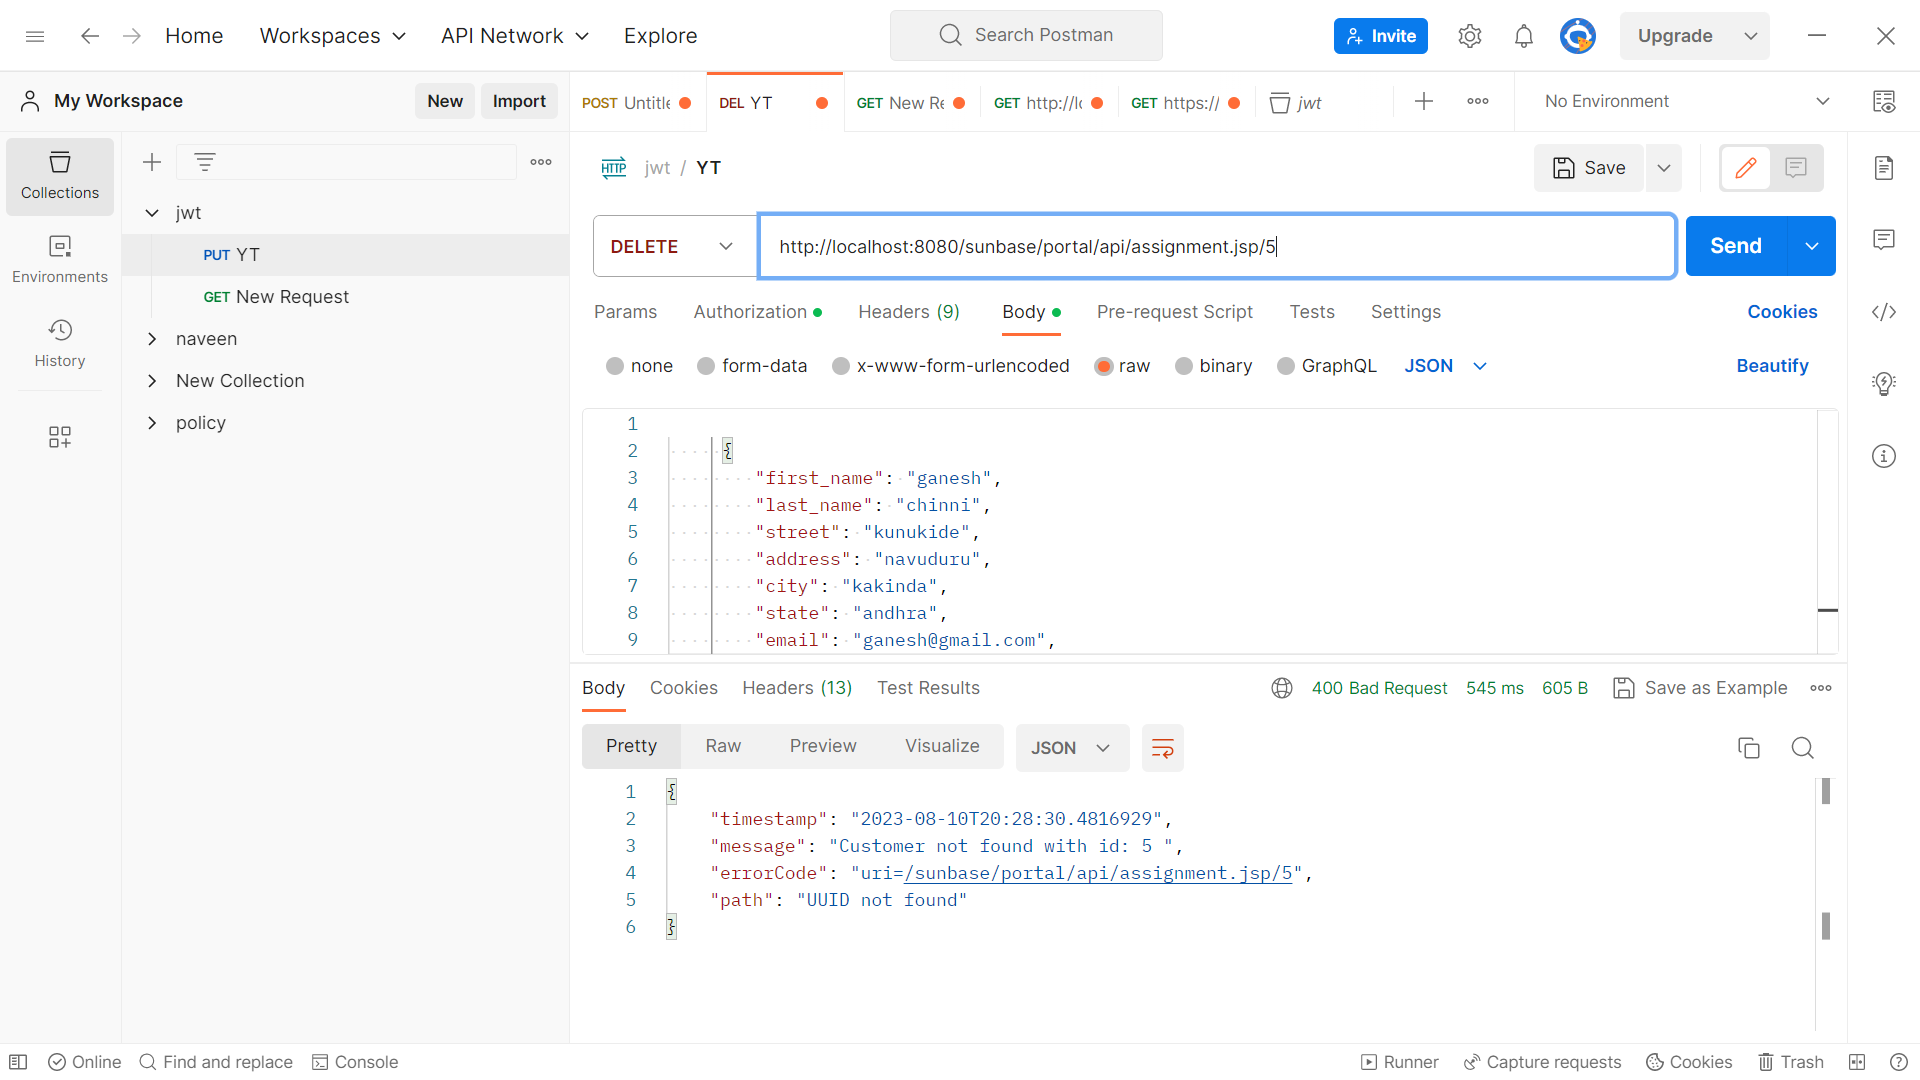 Home
Workspaces
API Network
Explore
Search Postman
Invite
Upgrade
My Workspace
New
Import
POST Untitle
DEL YT
GET New Re
GET http://lo
GET https://
jwt
No Environment
Collections
Environments
History
jwt
PUT YT
GET New Request
naveen
New Collection
policy
HTTP
jwt / YT
Save
DELETE
http://localhost:8080/sunbase/portal/api/assignment.jsp/5
Send
Params
Authorization
Headers (9)
Body
Pre-request Script
Tests
Settings
Cookies
none
form-data
x-www-form-urlencoded
raw
binary
GraphQL
JSON
Beautify
1
2 {
3 "first_name": "ganesh",
4 "last_name": "chinni",
5 "street": "kunukide",
6 "address": "navuduru",
7 "city": "kakinda",
8 "state": "andhra",
9 "email": "ganesh@gmail.com",
Body
Cookies
Headers (13)
Test Results
400 Bad Request
545 ms
605 B
Save as Example
Pretty
Raw
Preview
Visualize
JSON
1 {
2 "timestamp": "2023-08-10T20:28:30.4816929",
3 "message": "Customer not found with id: 5 ",
4 "errorCode": "uri=/sunbase/portal/api/assignment.jsp/5",
5 "path": "UUID not found"
6 }
Online
Find and replace
Console
Runner
Capture requests
Cookies
Trash